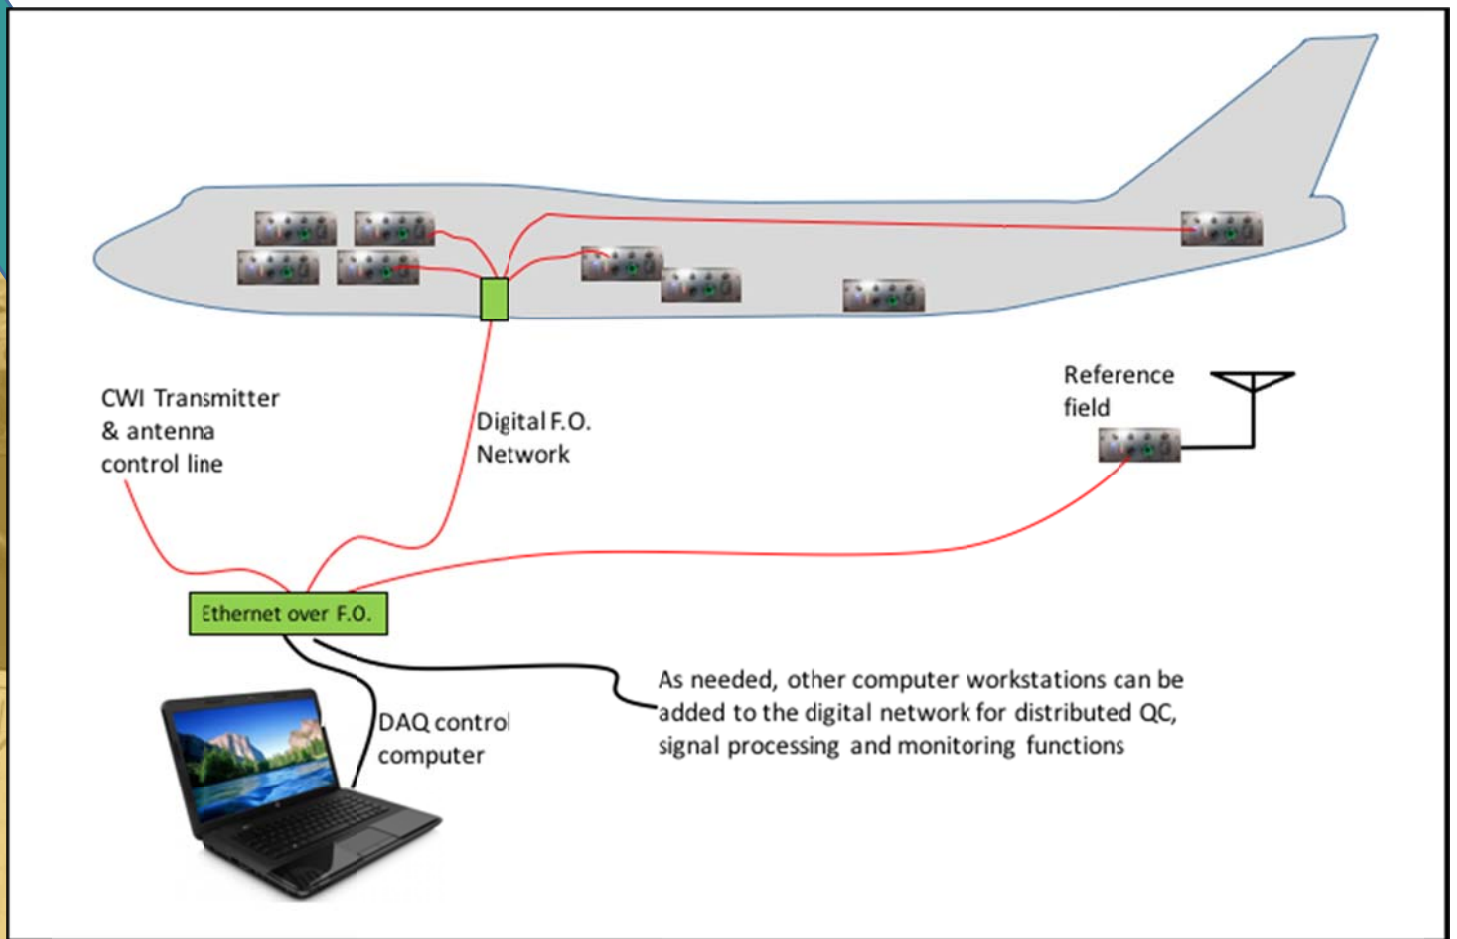 CWI Transmitter
& antenna
control line
Digital F.O.
Network
Reference
field
Ethernet over F.O.
DAQ control
computer
As needed, other computer workstations can be
added to the digital network for distributed QC,
signal processing and monitoring functions